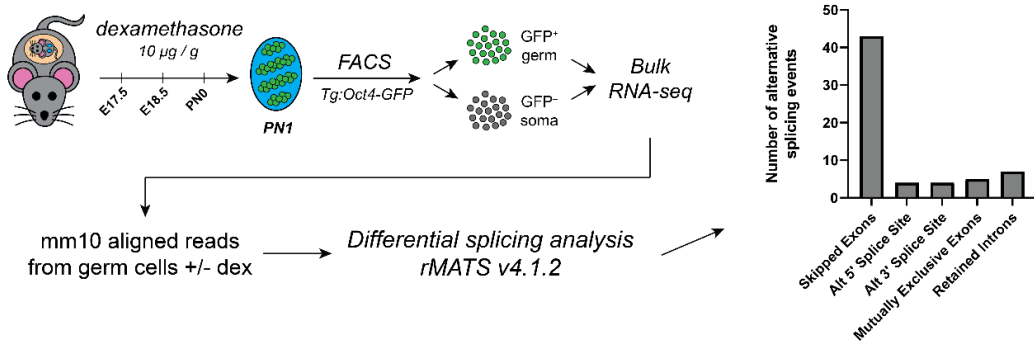 dexamethasone
10 µg / g
E17.5
E18.5
PN0
PN1
FACS
Tg:Oct4-GFP
GFP⁺
germ
GFP⁻
soma
Bulk
RNA-seq
mm10 aligned reads
from germ cells +/- dex
Differential splicing analysis
rMATS v4.1.2
Number of alternative
splicing events
50
40
30
20
10
0
Skipped Exons
Alt 5' Splice Site
Alt 3' Splice Site
Mutually Exclusive Exons
Retained Introns